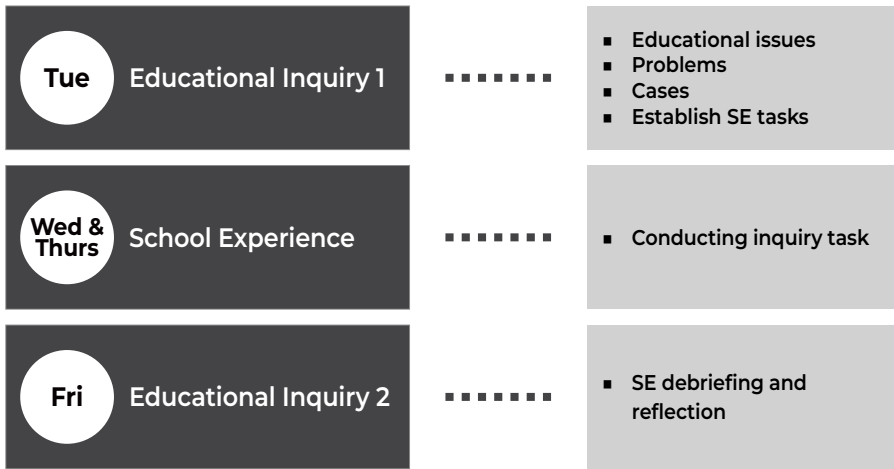 Tue
Educational Inquiry 1
▪ Educational issues
▪ Problems
▪ Cases
▪ Establish SE tasks
Wed &
Thurs
School Experience
▪ Conducting inquiry task
Fri
Educational Inquiry 2
▪ SE debriefing and
reflection